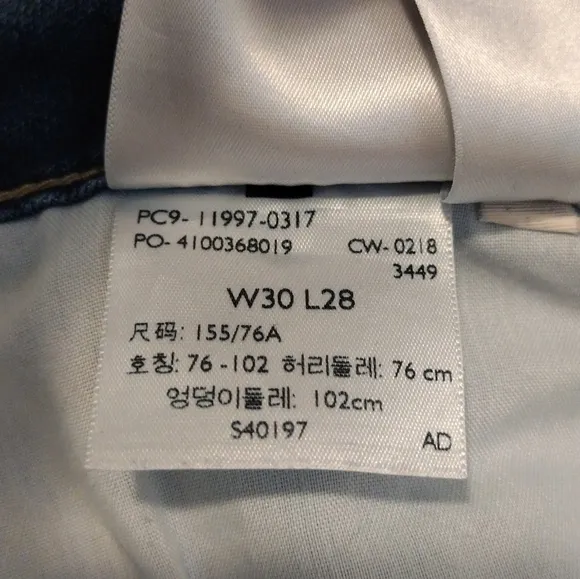 PC9- 11997-0317
PO- 4100368019 CW- 0218
3449
W30 L28
尺码: 155/76A
호칭: 76 -102 허리둘레: 76 cm
엉덩이둘레: 102cm
S40197
AD